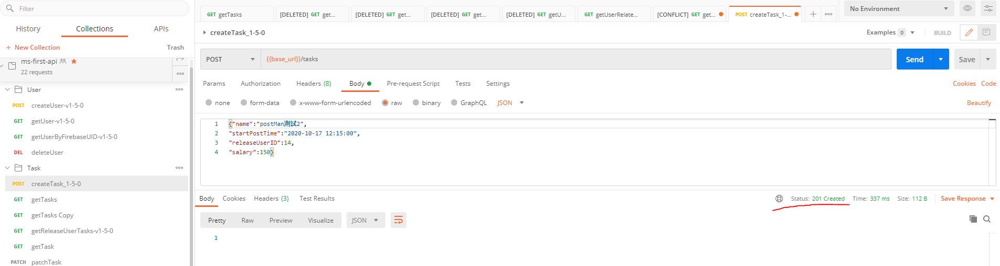 Filter
History Collections APIs
+ New Collection Trash
ms-first-api
22 requests
User
POST createUser-v1-5-0
GET getUser-v1-5-0
GET getUserByFirebaseUID-v1-5-0
DEL deleteUser
Task
POST createTask_1-5-0
GET getTasks
GET getTasks Copy
GET getReleaseUserTasks-v1-5-0
GET getTask
PATCH patchTask
GET getTasks [DELETED] GET get... [DELETED] GET get... [DELETED] GET get... [DELETED] GET getU... GET getUserRelate... [CONFLICT] GET get... POST createTask_1-...
No Environment
createTask_1-5-0
Examples 0 BUILD
POST {{base_url}}/tasks
Send Save
Params Authorization Headers (8) Body Pre-request Script Tests Settings
Cookies Code
none form-data x-www-form-urlencoded raw binary GraphQL JSON
Beautify
1 {"name":"postMan測試2",
2 "startPostTime":"2020-10-17 12:15:00",
3 "releaseUserID":14,
4 "salary":150}
Body Cookies Headers (3) Test Results
Status: 201 Created Time: 337 ms Size: 112 B Save Response
Pretty Raw Preview Visualize JSON
1